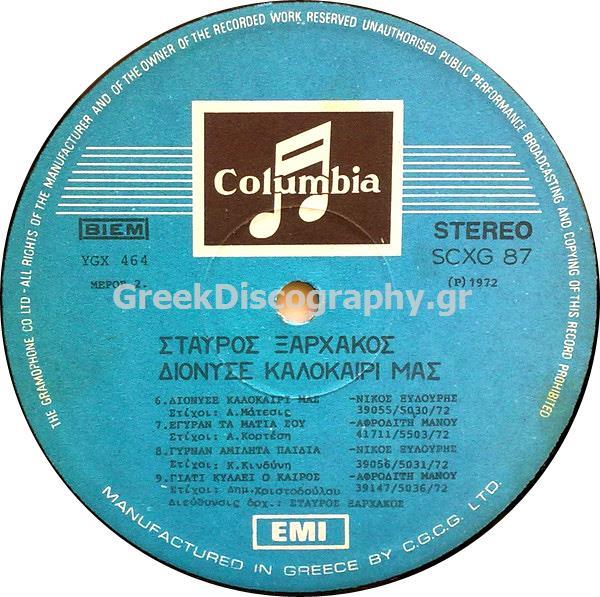 THE GRAMOPHONE CO LTD - ALL RIGHTS OF THE MANUFACTURER AND OF THE OWNER OF THE RECORDED WORK RESERVED UNAUTHORISED PUBLIC PERFORMANCE BROADCASTING AND COPYING OF THIS RECORD PROHIBITED
Columbia
BIEM
STEREO
YGX 464
SCXG 87
ΜΕΡΟΣ 2.
(P) 1972
GreekDiscography.gr
ΣΤΑΥΡΟΣ ΞΑΡΧΑΚΟΣ
ΔΙΟΝΥΣΕ ΚΑΛΟΚΑΙΡΙ ΜΑΣ
6.ΔΙΟΝΥΣΕ ΚΑΛΟΚΑΙΡΙ ΜΑΣ -ΝΙΚΟΣ ΞΥΛΟΥΡΗΣ
Στίχοι: Α.Μάτεσις 39055/5030/72
7.ΕΓΥΡΑΝ ΤΑ ΜΑΤΙΑ ΣΟΥ -ΑΦΡΟΔΙΤΗ ΜΑΝΟΥ
Στίχοι: Α.Κορτέση 41711/5503/72
8.ΓΥΡΝΑΝ ΑΜΙΛΗΤΑ ΠΑΙΔΙΑ -ΝΙΚΟΣ ΞΥΛΟΥΡΗΣ
Στίχοι: Κ.Κινδύνη 39056/5031/72
9.ΓΙΑΤΙ ΚΥΛΑΕΙ Ο ΚΑΙΡΟΣ -ΑΦΡΟΔΙΤΗ ΜΑΝΟΥ
Στίχοι: Δημ.Χριστοδούλου 39147/5036/72
Διεύθυνσις ὀρχ.: ΣΤΑΥΡΟΣ ΞΑΡΧΑΚΟΣ
EMI
MANUFACTURED IN GREECE BY C.G.C.G. LTD.